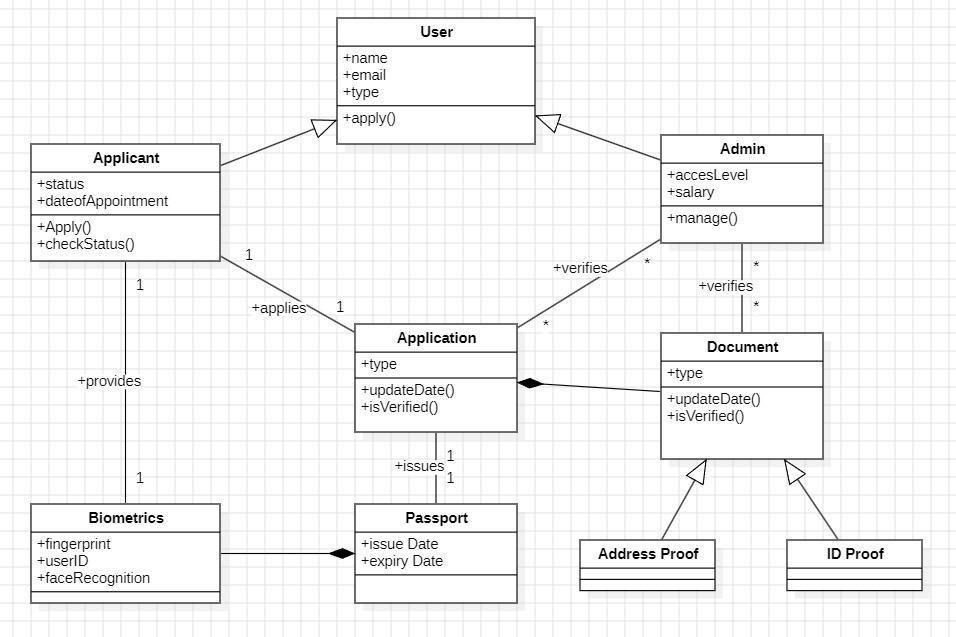 User
+name
+email
+type
+apply()
Applicant
+status
+dateofAppointment
+Apply()
+checkStatus()
Admin
+accesLevel
+salary
+manage()
1
+applies
1
+verifies
*
*
*
+verifies
*
1
+provides
1
Application
+type
+updateDate()
+isVerified()
Document
+type
+updateDate()
+isVerified()
1
+issues
1
Biometrics
+fingerprint
+userID
+faceRecognition
Passport
+issue Date
+expiry Date
Address Proof
ID Proof